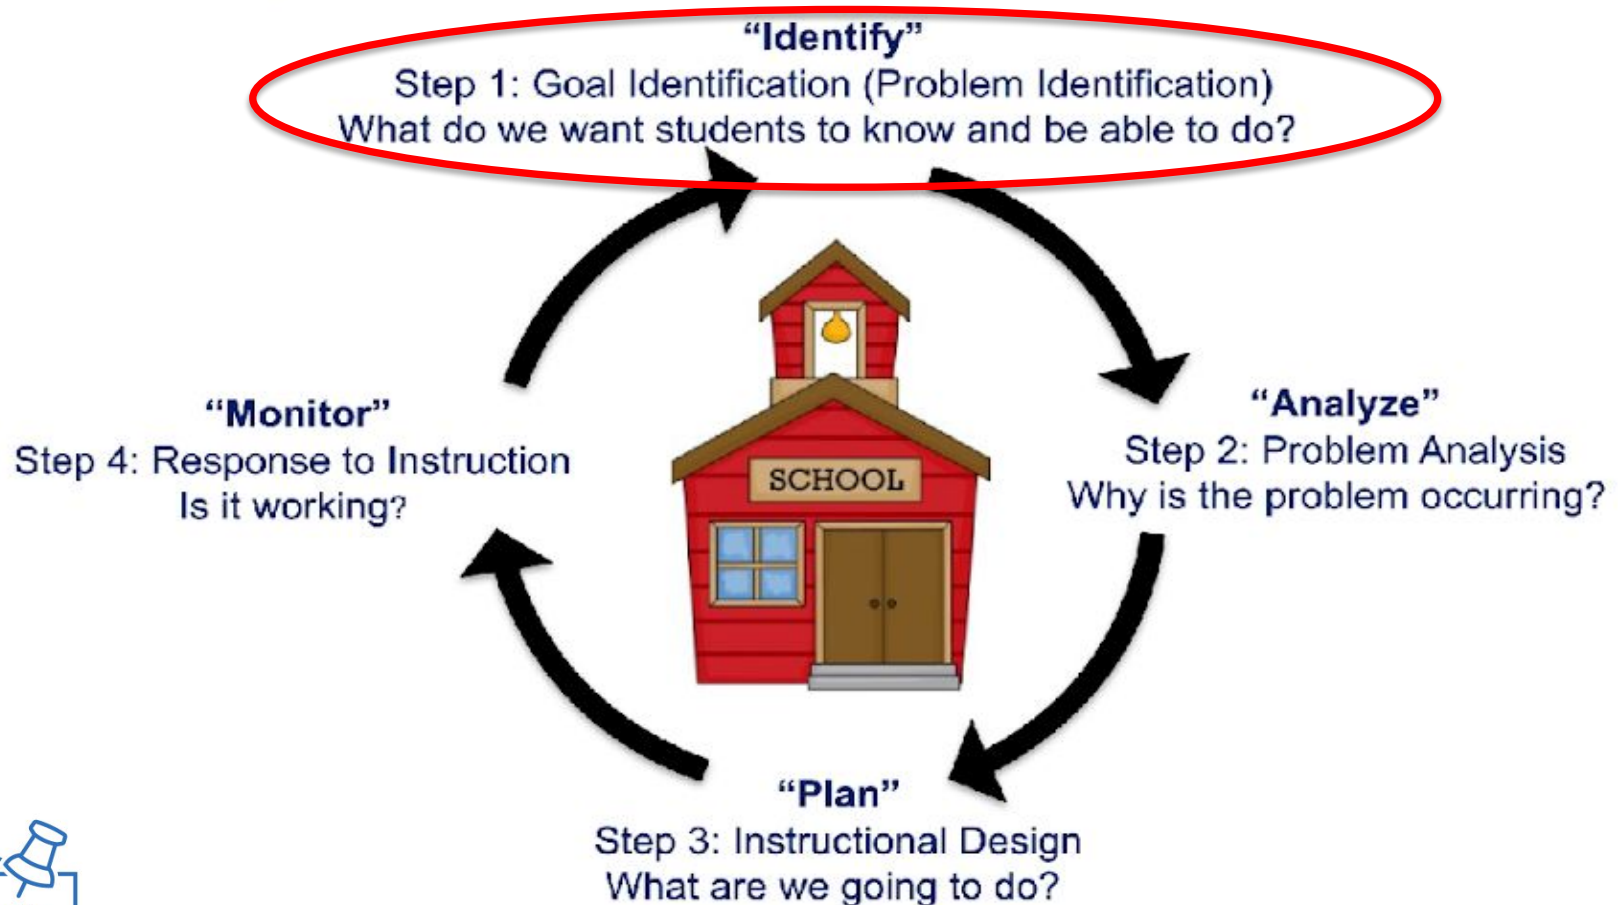 “Identify”
Step 1: Goal Identification (Problem Identification)
What do we want students to know and be able to do?
“Analyze”
Step 2: Problem Analysis
Why is the problem occurring?
“Plan”
Step 3: Instructional Design
What are we going to do?
“Monitor”
Step 4: Response to Instruction
Is it working?
SCHOOL